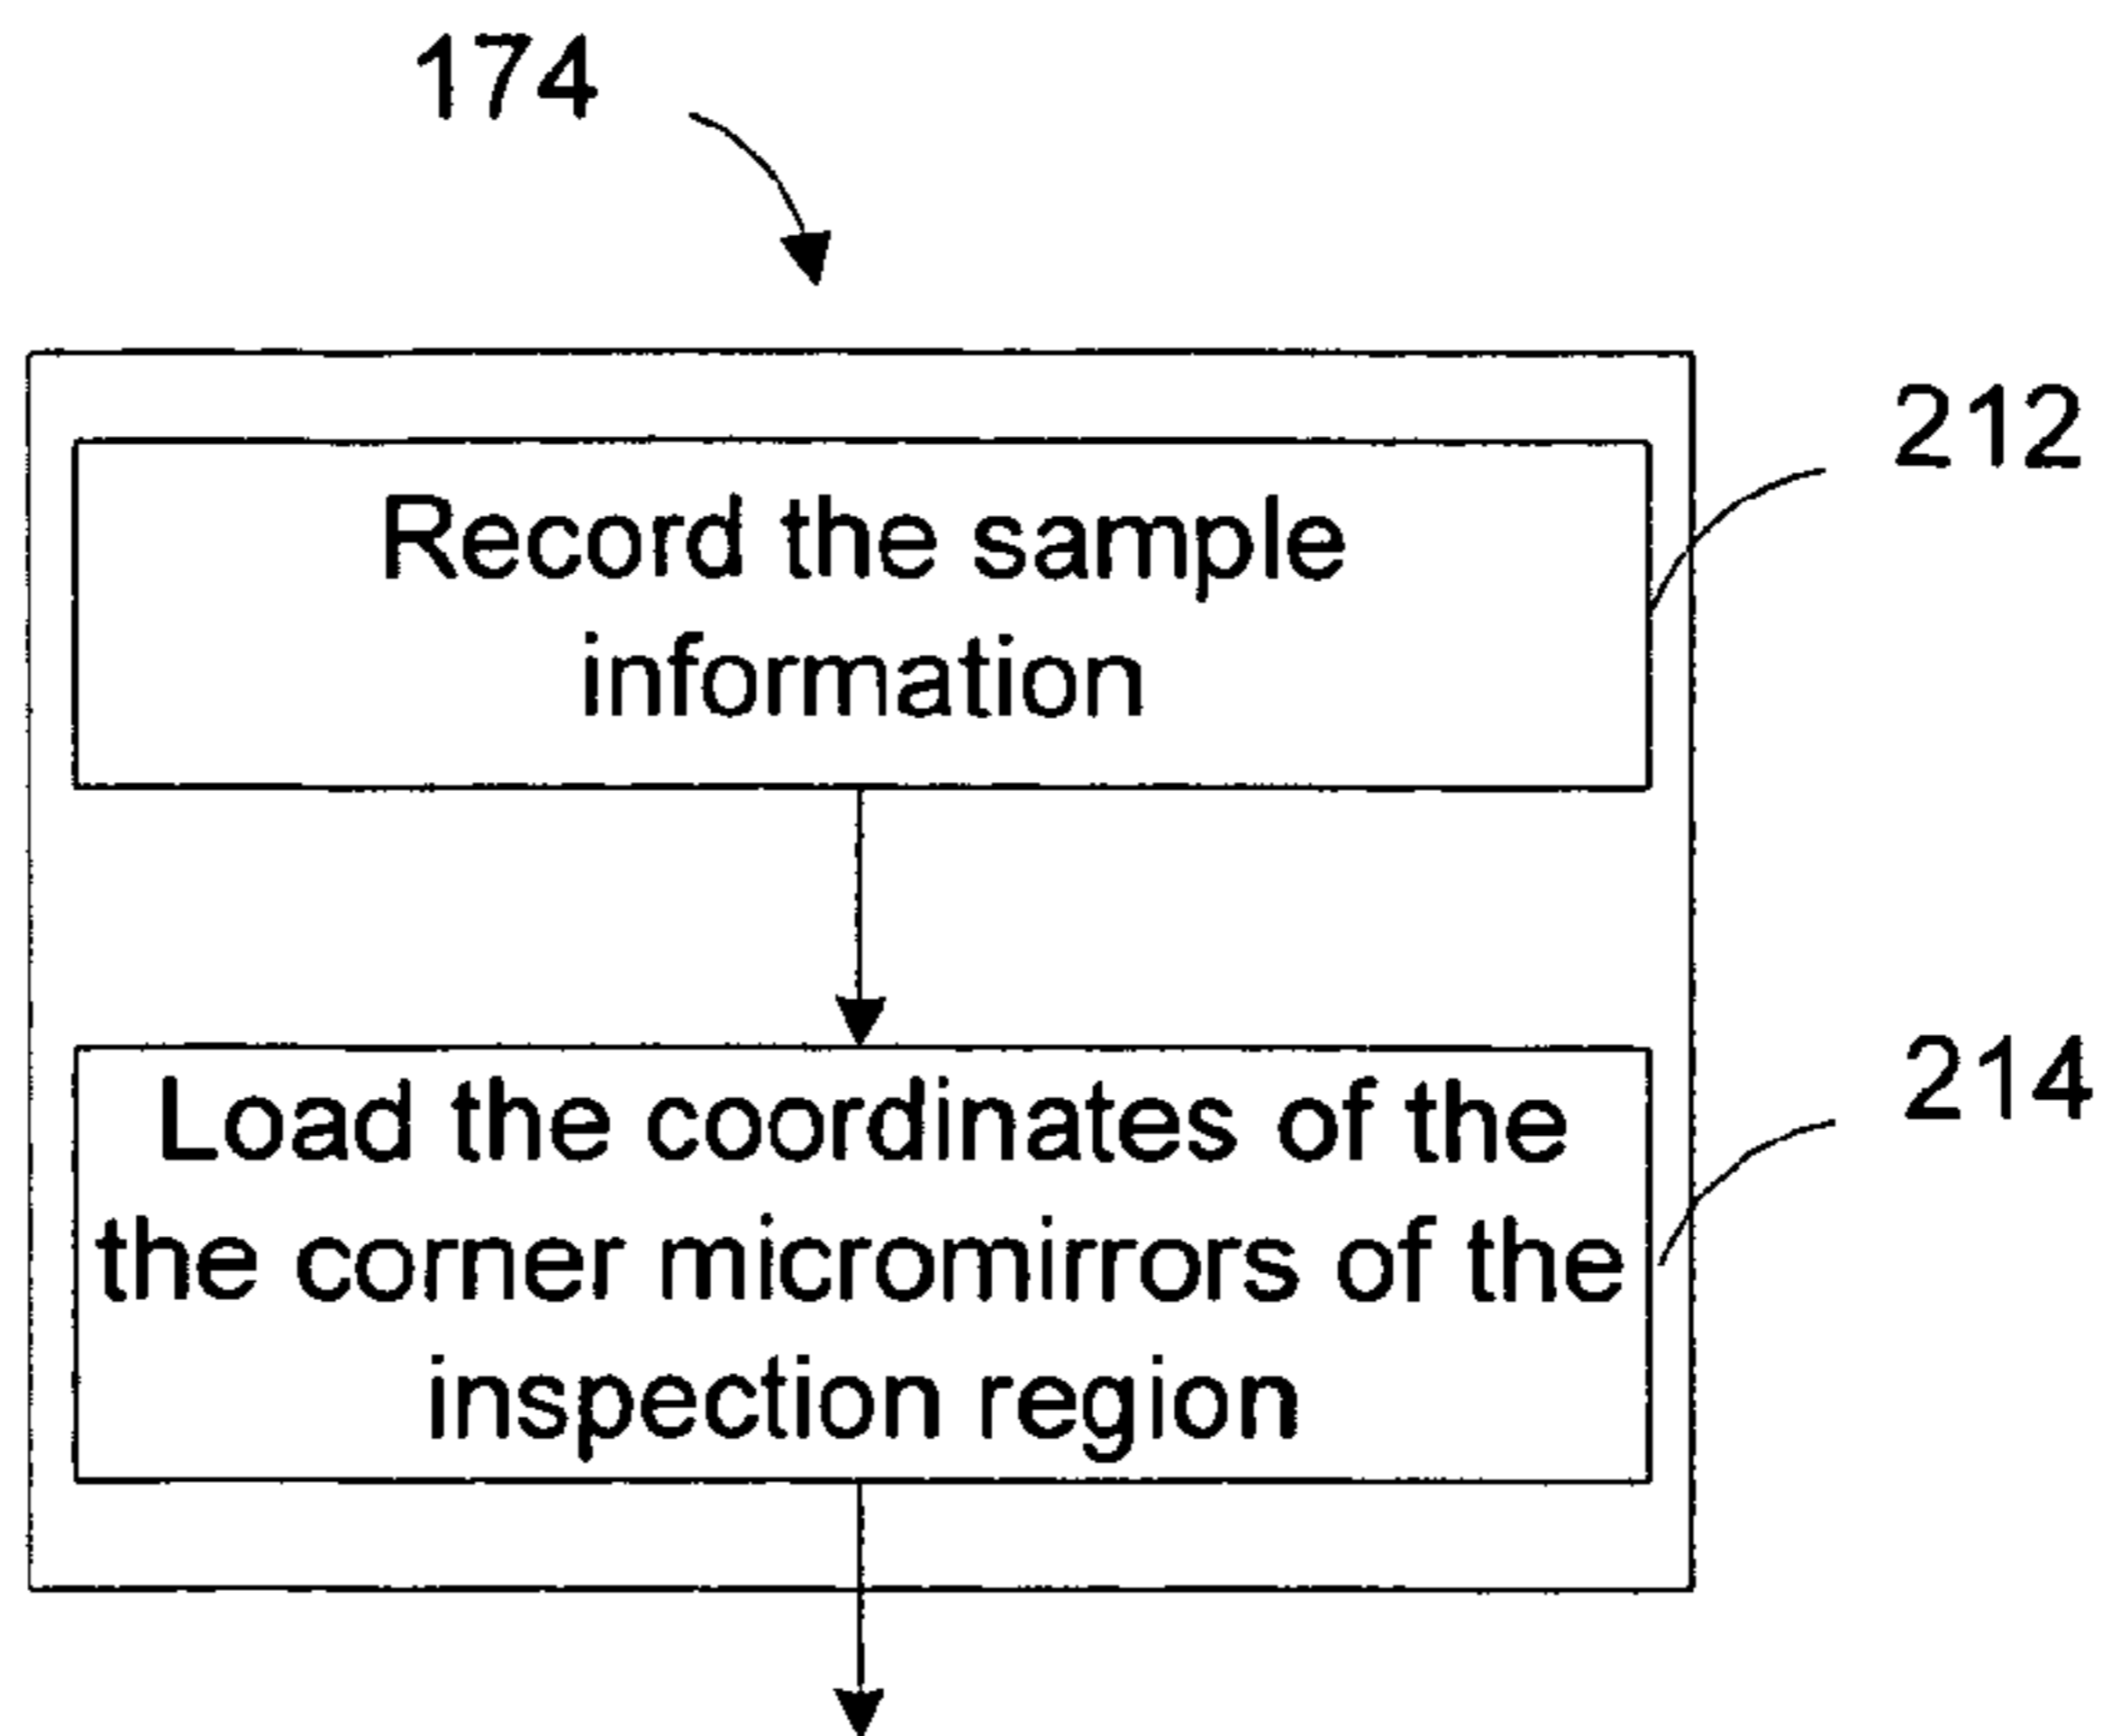 174
212
Record the sample
information
214
Load the coordinates of the
the corner micromirrors of the
inspection region